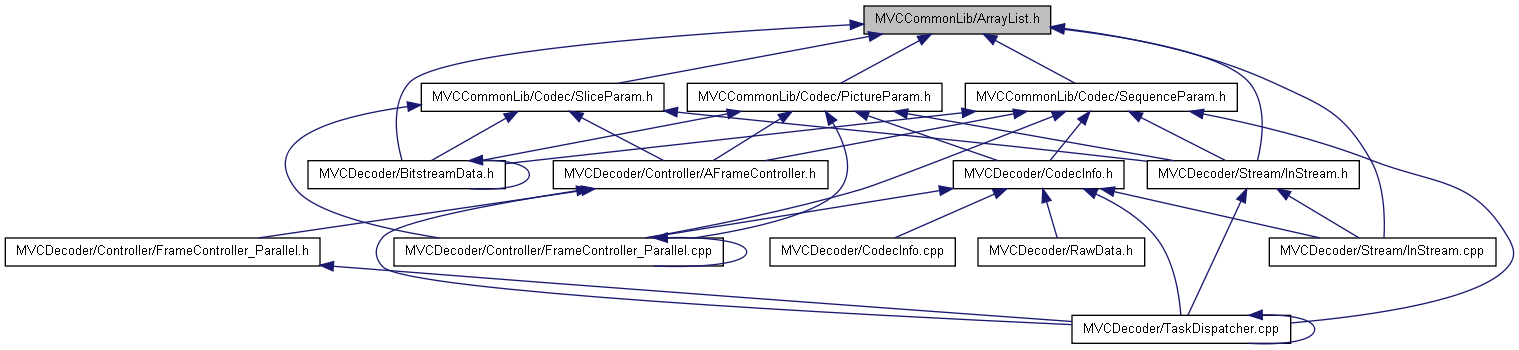 MVCCommonLib/ArrayList.h
MVCCommonLib/Codec/SliceParam.h
MVCCommonLib/Codec/PictureParam.h
MVCCommonLib/Codec/SequenceParam.h
MVCDecoder/BitstreamData.h
MVCDecoder/Controller/AFrameController.h
MVCDecoder/CodecInfo.h
MVCDecoder/Stream/InStream.h
MVCDecoder/Controller/FrameController_Parallel.h
MVCDecoder/Controller/FrameController_Parallel.cpp
MVCDecoder/CodecInfo.cpp
MVCDecoder/RawData.h
MVCDecoder/Stream/InStream.cpp
MVCDecoder/TaskDispatcher.cpp